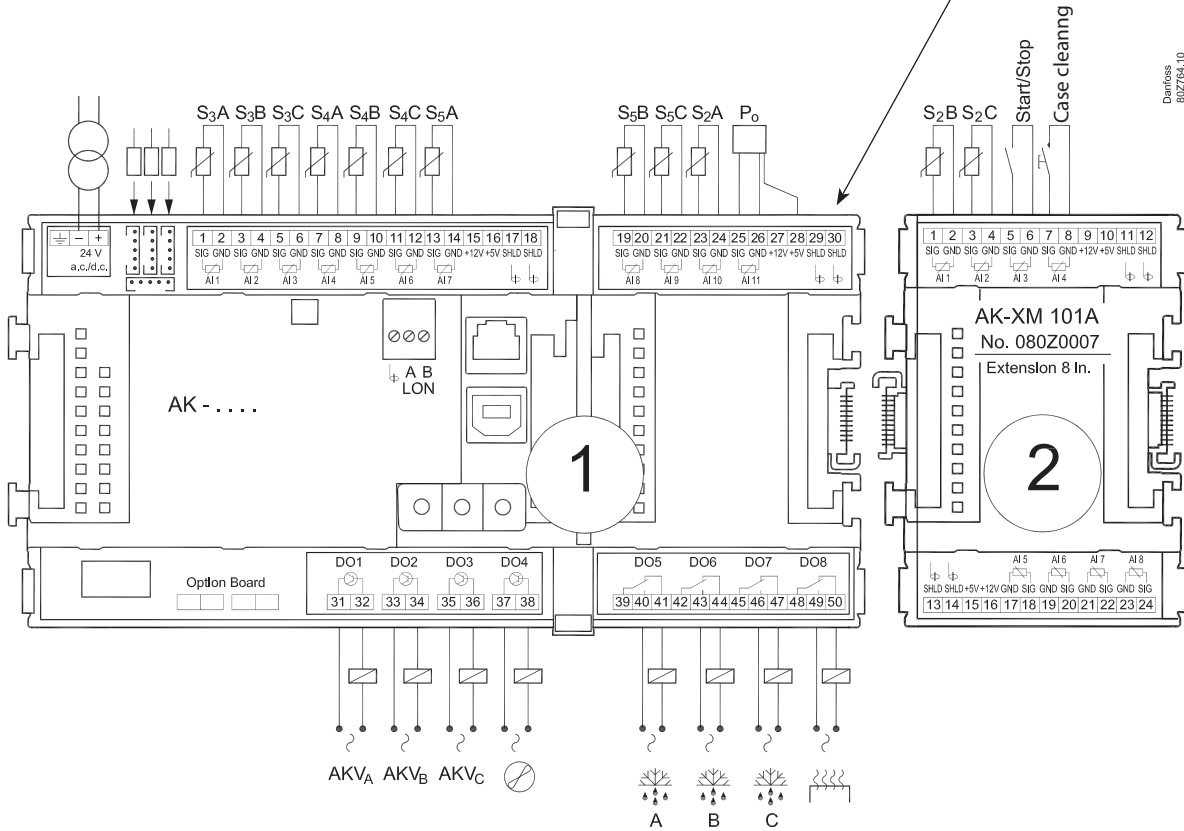 Danfoss
80Z764.10
S3A S3B S3C S4A S4B S4C S5A
S5B S5C S2A P0
S2B S2C Start/Stop Case cleanng
− +
24 V
a.c./d.c.
1 2 3 4 5 6 7 8 9 10 11 12 13 14 15 16 17 18
SIG GND SIG GND SIG GND SIG GND SIG GND SIG GND SIG GND +12V +5V SHLD SHLD
AI 1 AI 2 AI 3 AI 4 AI 5 AI 6 AI 7
19 20 21 22 23 24 25 26 27 28 29 30
SIG GND SIG GND SIG GND SIG GND +12V +5V SHLD SHLD
AI 8 AI 9 AI 10 AI 11
1 2 3 4 5 6 7 8 9 10 11 12
SIG GND SIG GND SIG GND SIG GND +12V +5V SHLD SHLD
AI 1 AI 2 AI 3 AI 4
A B
LON
AK - . . . .
1
AK-XM 101A
No. 080Z0007
Extension 8 In.
2
Option Board
DO1 DO2 DO3 DO4
31 32 33 34 35 36 37 38
DO5 DO6 DO7 DO8
39 40 41 42 43 44 45 46 47 48 49 50
AI 5 AI 6 AI 7 AI 8
SHLD SHLD +5V +12V GND SIG GND SIG GND SIG GND SIG
13 14 15 16 17 18 19 20 21 22 23 24
AKVA AKVB AKVC
A B C